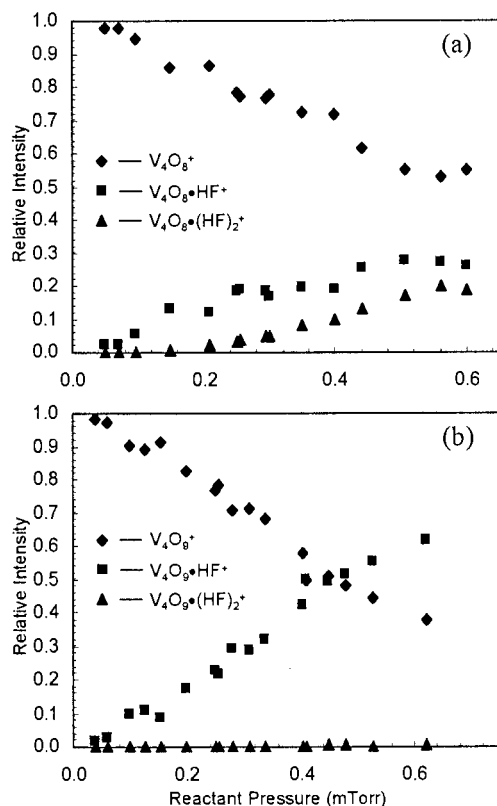 (a)
1.0
0.9
0.8
0.7
0.6
0.5
0.4
0.3
0.2
0.1
0.0
Relative Intensity
◆ — V₄O₈⁺
■ — V₄O₈•HF⁺
▲ — V₄O₈•(HF)₂⁺
0.0 0.2 0.4 0.6
(b)
1.0
0.9
0.8
0.7
0.6
0.5
0.4
0.3
0.2
0.1
0.0
Relative Intensity
◆ — V₄O₉⁺
■ — V₄O₉•HF⁺
▲ — V₄O₉•(HF)₂⁺
0.0 0.2 0.4 0.6
Reactant Pressure (mTorr)